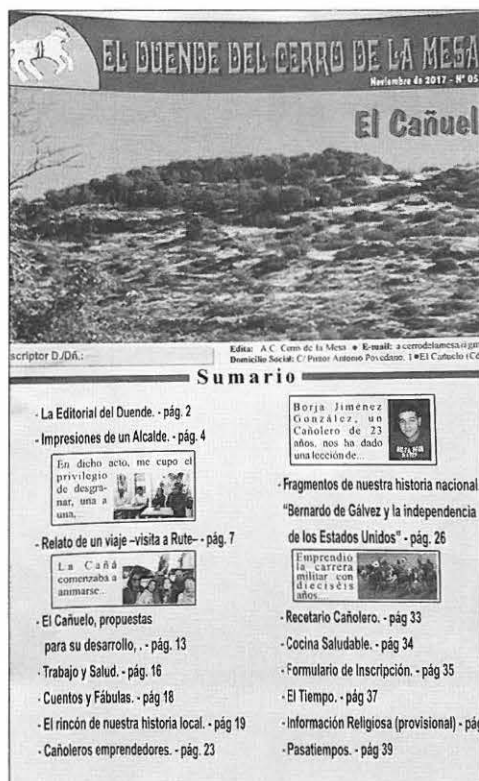 EL DUENDE DEL CERRO DE LA MESA
Noviembre de 2017 - Nº 05
El Cañuel
scriptor D./Dñ.:
Edita: A.C. Cerro de la Mesa ● E-mail: acerrodelamesa@gm
Domicilio Social: C/ Pintor Antonio Povedano, 1 ●El Cañuelo (Có
Sumario
- La Editorial del Duende. - pág. 2
- Impresiones de un Alcalde. - pág. 4
En dicho acto, me cupo el
privilegio
de desgra-
nar, una a
una,
- Relato de un viaje –visita a Rute– - pág. 7
La Cañá
comenzaba a
animarse..
- El Cañuelo, propuestas
para su desarrollo, . - pág. 13
- Trabajo y Salud. - pág. 16
- Cuentos y Fábulas. - pág 18
- El rincón de nuestra historia local. - pág 19
- Cañoleros emprendedores. - pág. 23
Borja Jiménez
González, un
Cañolero de 23
años, nos ha dado
una lección de...
- Fragmentos de nuestra historia nacional
"Bernardo de Gálvez y la independencia
de los Estados Unidos" - pág. 26
Emprendio
la carrera
militar con
dieciséis
años,...
- Recetario Cañolero. - pág 33
- Cocina Saludable. - pág 34
- Formulario de Inscripción. - pág 35
- El Tiempo. - pág 37
- Información Religiosa (provisional) - pág
- Pasatiempos. - pág 39